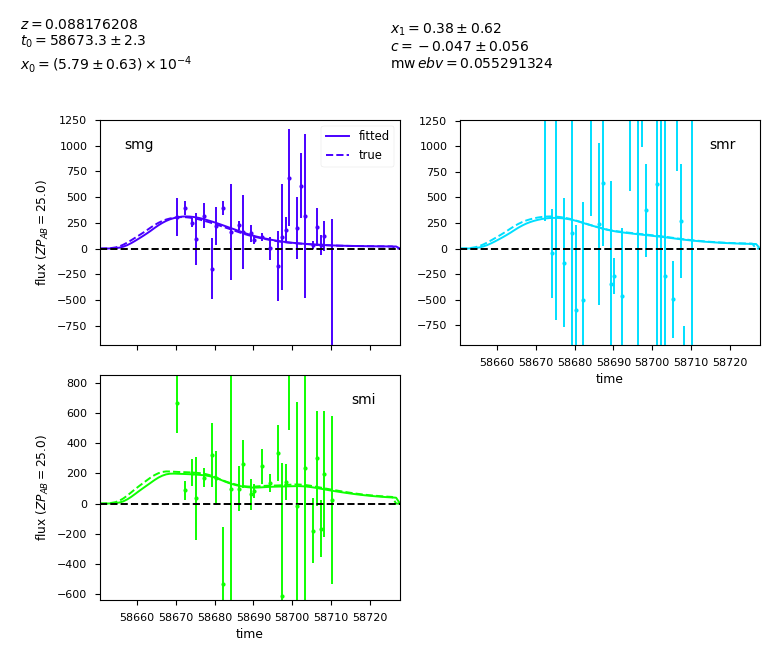 z = 0.088176208
t₀ = 58673.3 ± 2.3
x₀ = (5.79 ± 0.63) × 10⁻⁴
x₁ = 0.38 ± 0.62
c = −0.047 ± 0.056
mw ebv = 0.055291324
smg
fitted
true
1250
1000
750
500
250
0
−250
−500
−750
flux (ZP_AB = 25.0)
smr
1250
1000
750
500
250
0
−250
−500
−750
58660 58670 58680 58690 58700 58710 58720
time
smi
800
600
400
200
0
−200
−400
−600
flux (ZP_AB = 25.0)
58660 58670 58680 58690 58700 58710 58720
time